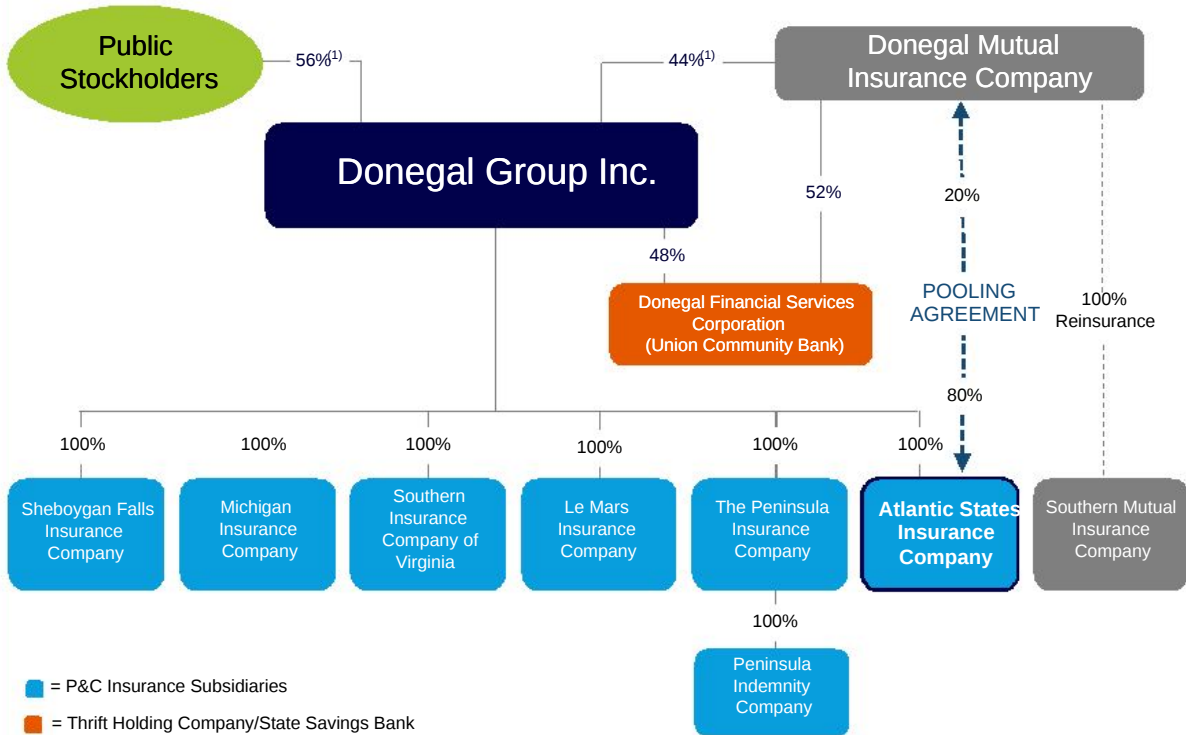 Public
Stockholders
56%(1)
44%(1)
Donegal Mutual
Insurance Company
Donegal Group Inc.
52%
20%
48%
Donegal Financial Services
Corporation
(Union Community Bank)
POOLING
AGREEMENT
100%
Reinsurance
80%
100%
100%
100%
100%
100%
100%
Sheboygan Falls
Insurance
Company
Michigan
Insurance
Company
Southern
Insurance
Company of
Virginia
Le Mars
Insurance
Company
The Peninsula
Insurance
Company
Atlantic States
Insurance
Company
Southern Mutual
Insurance
Company
100%
Peninsula
Indemnity
Company
= P&C Insurance Subsidiaries
= Thrift Holding Company/State Savings Bank